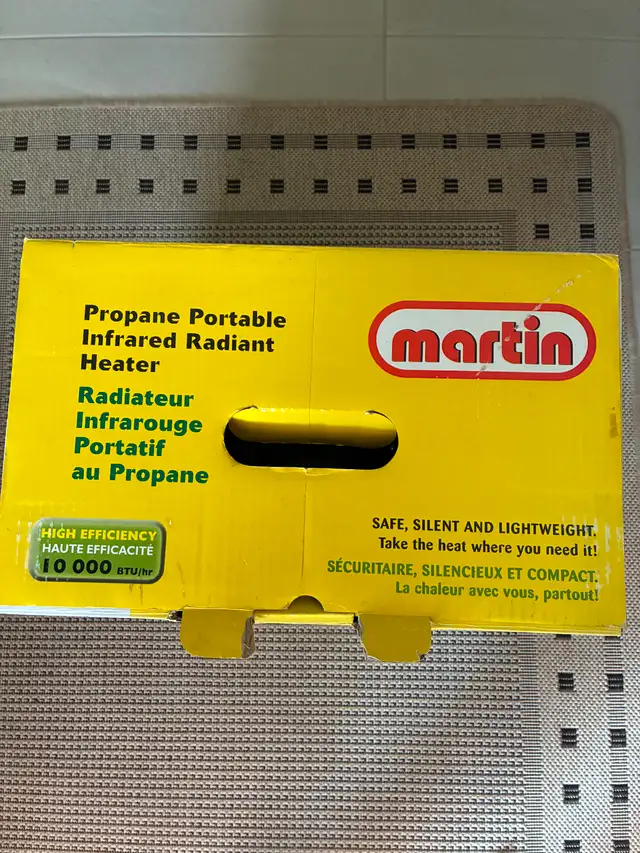 Propane Portable
Infrared Radiant
Heater
Radiateur
Infrarouge
Portatif
au Propane
martin
HIGH EFFICIENCY
HAUTE EFFICACITÉ
10 000 BTU/hr
SAFE, SILENT AND LIGHTWEIGHT.
Take the heat where you need it!
SÉCURITAIRE, SILENCIEUX ET COMPACT.
La chaleur avec vous, partout!